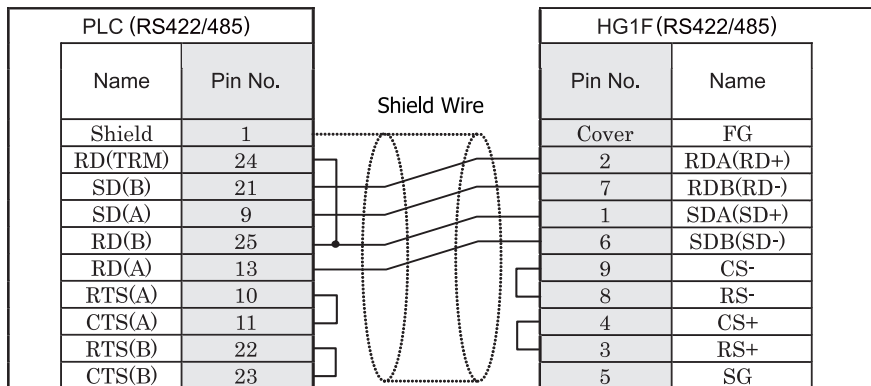 PLC (RS422/485)
HG1F (RS422/485)
Name Pin No. Pin No. Name
Shield Wire
Shield 1 Cover FG
RD(TRM) 24 2 RDA(RD+)
SD(B) 21 7 RDB(RD-)
SD(A) 9 1 SDA(SD+)
RD(B) 25 6 SDB(SD-)
RD(A) 13 9 CS-
RTS(A) 10 8 RS-
CTS(A) 11 4 CS+
RTS(B) 22 3 RS+
CTS(B) 23 5 SG